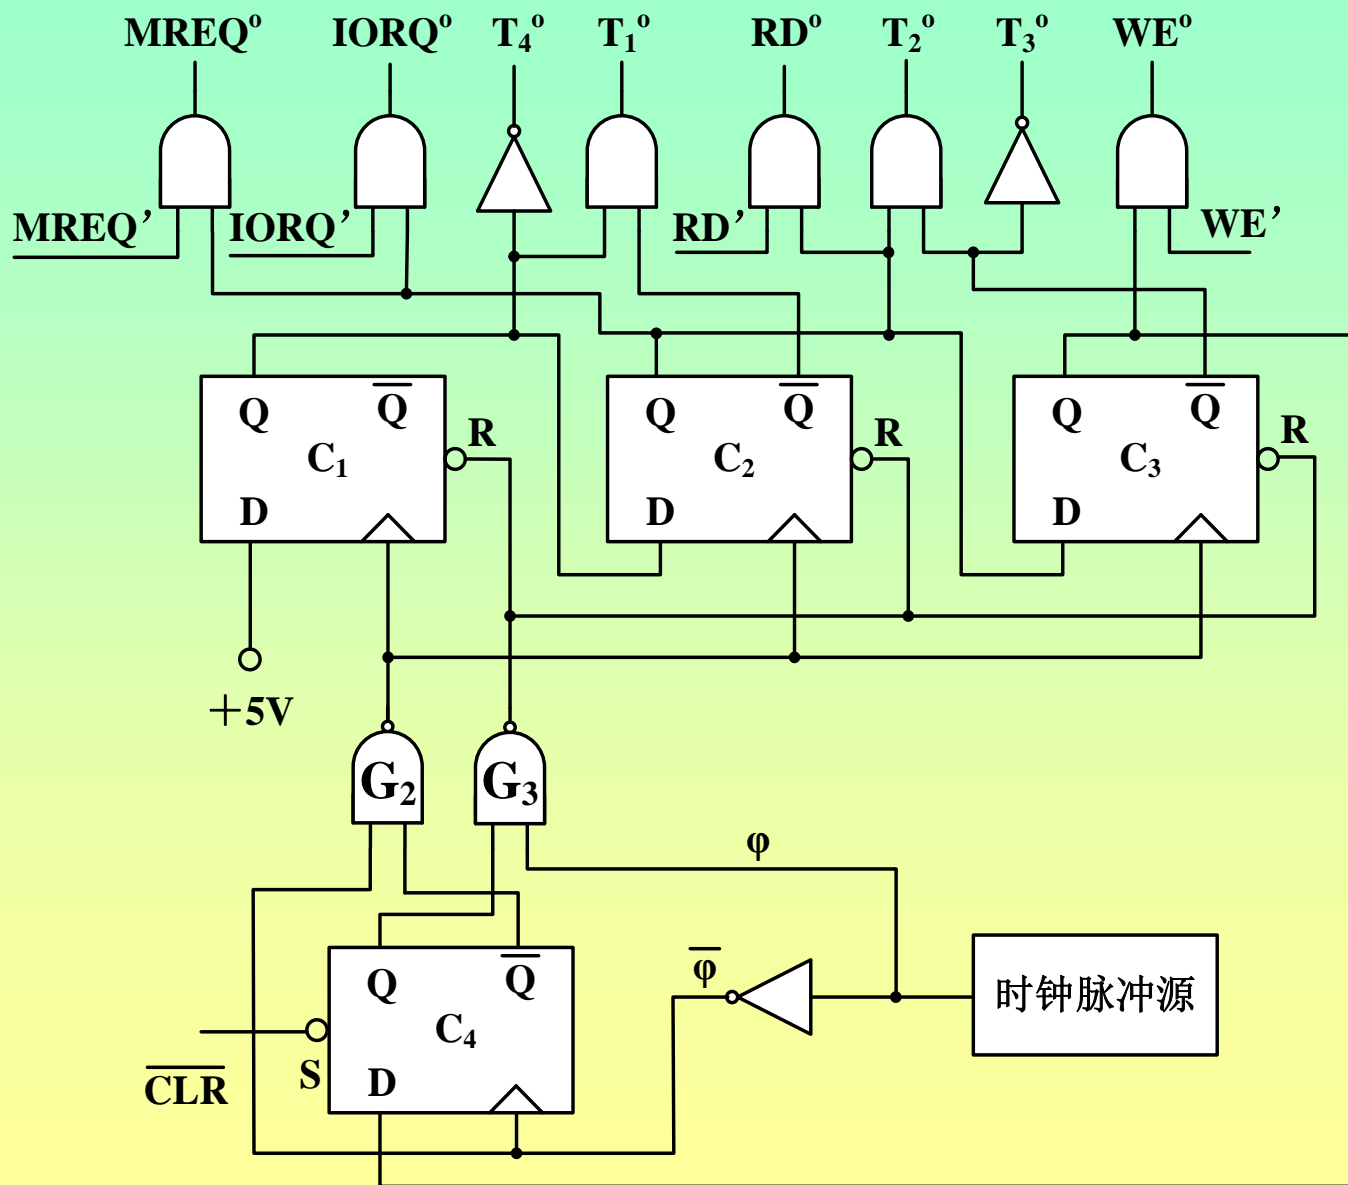 MREQ° IORQ° T₄° T₁° RD° T₂° T₃° WE°
MREQ’ IORQ’ RD’ WE’
Q Q̅ R Q Q̅ R Q Q̅ R
C₁ C₂ C₃
D D D
+5V
G₂ G₃
φ
Q Q̅ φ̅ 时钟脉冲源
C₄
C̅L̅R̅ S D